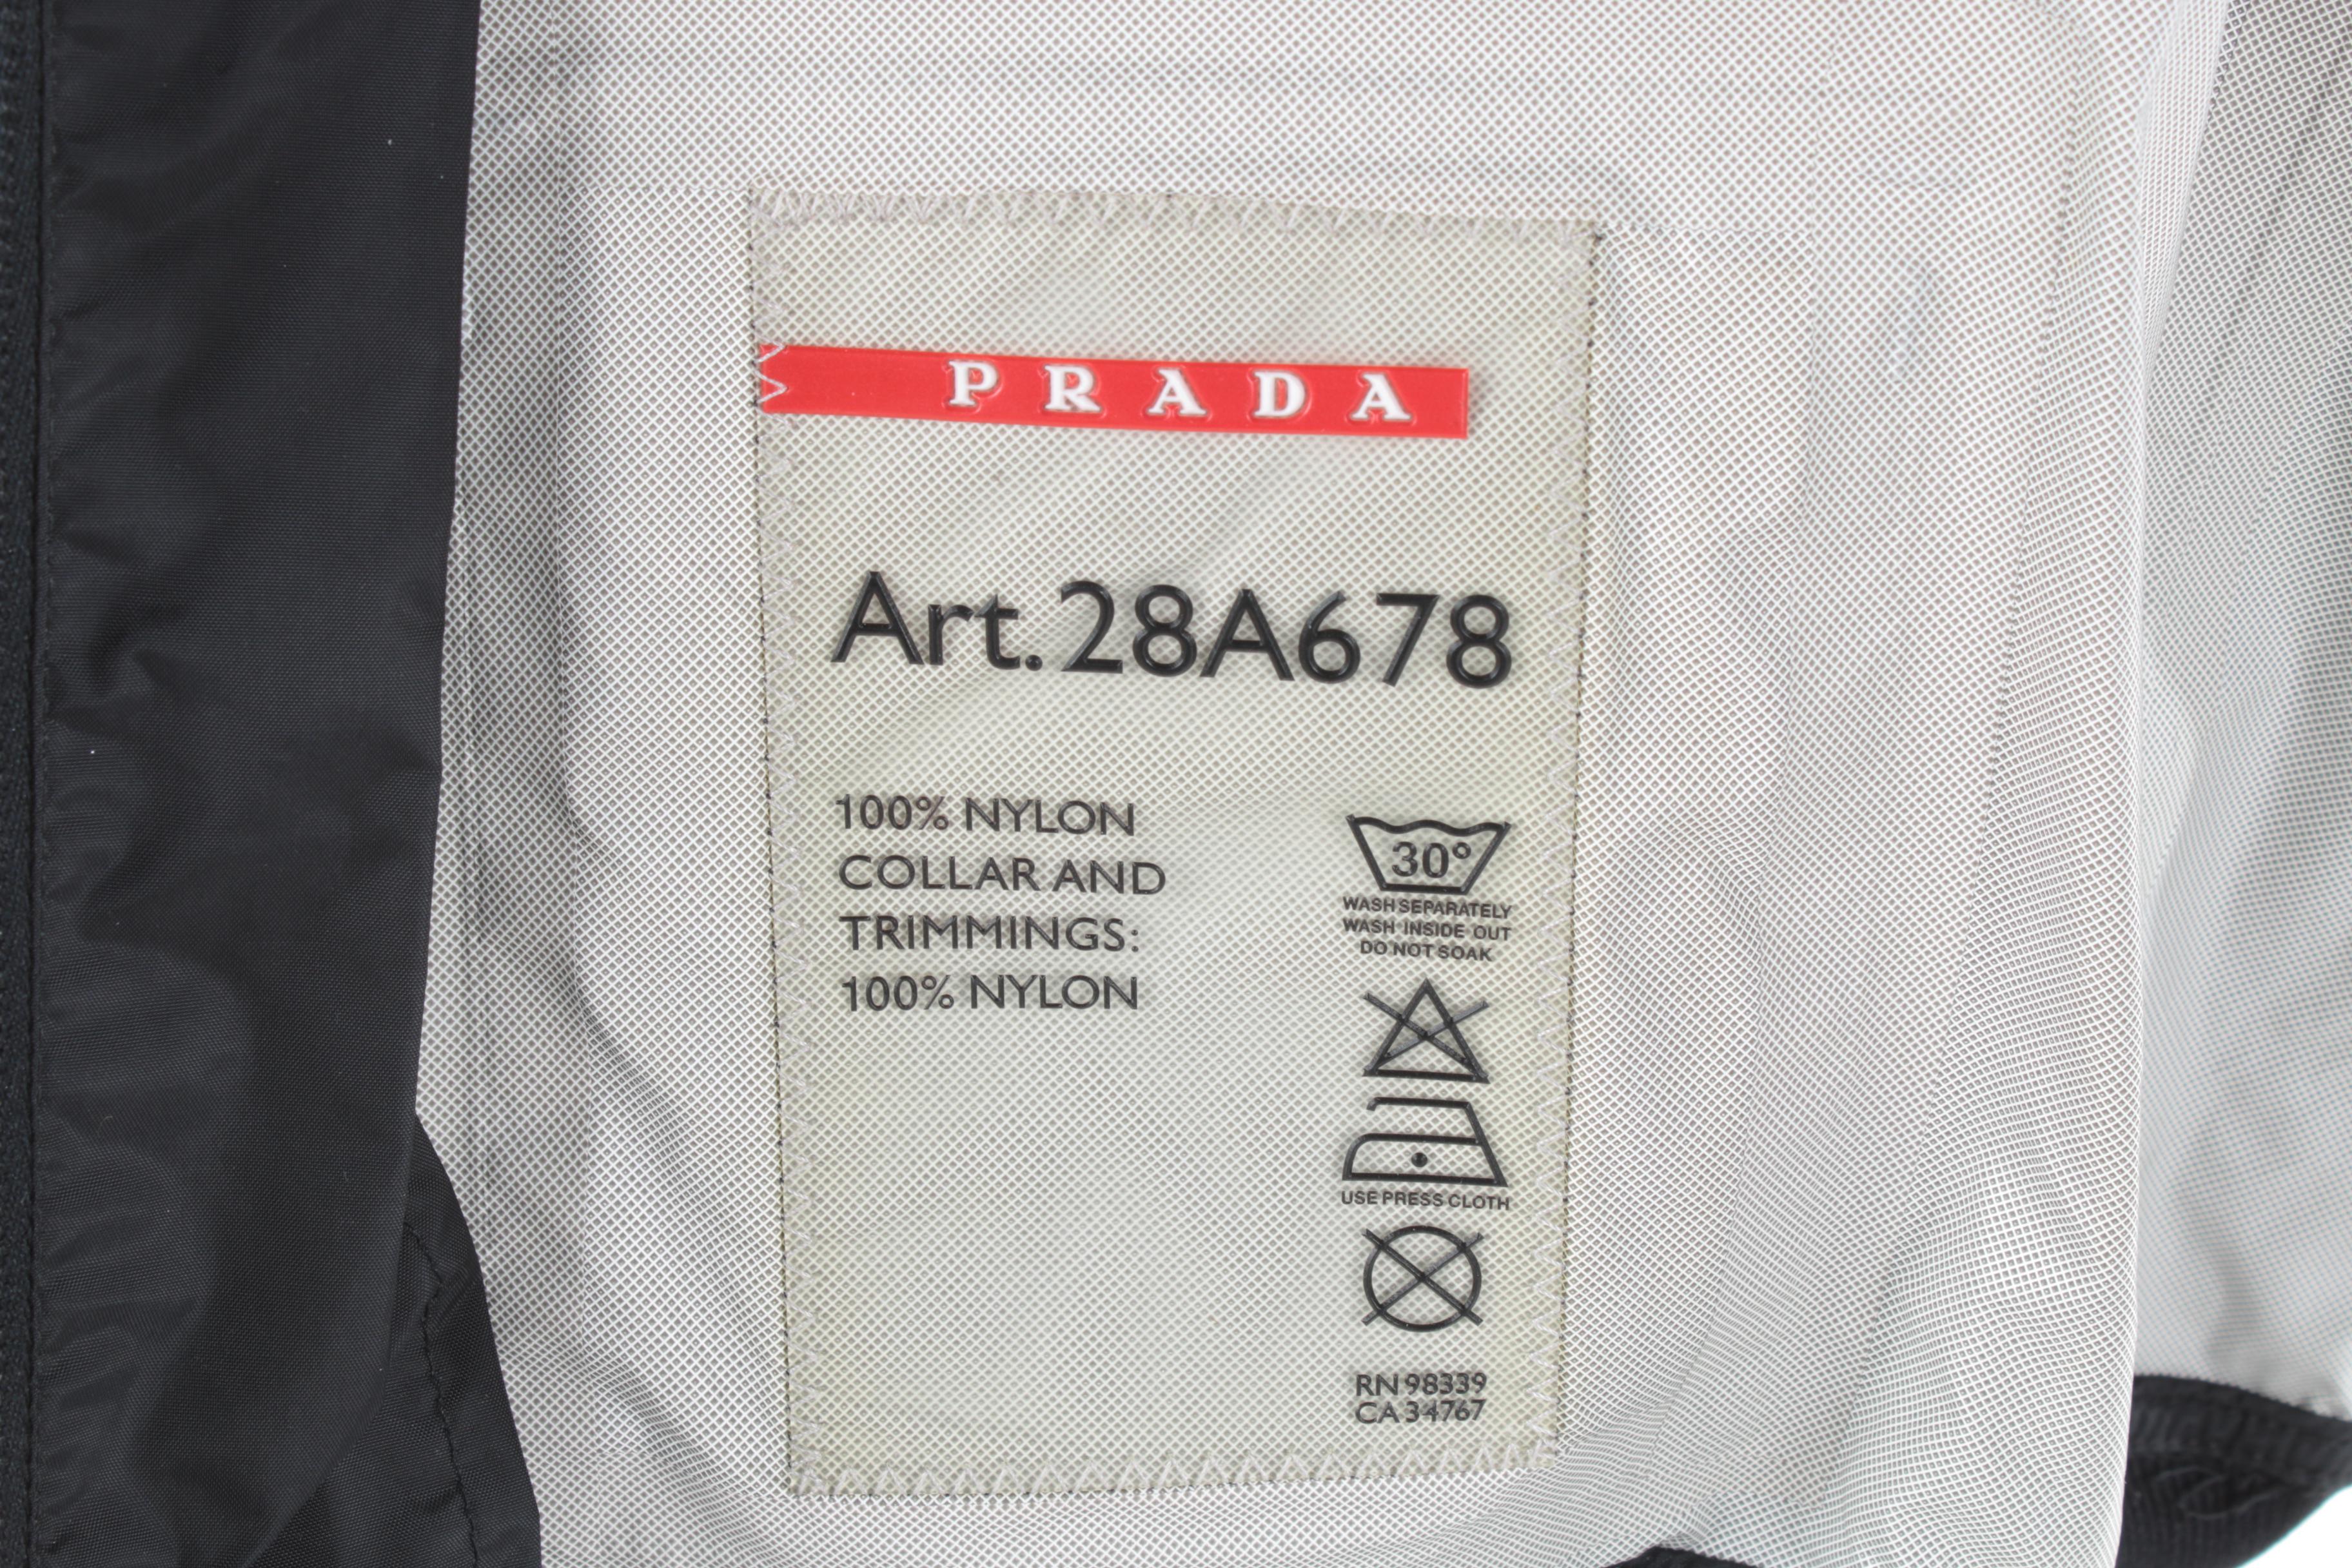 PRADA
Art. 28A678
100% NYLON
COLLAR AND
TRIMMINGS:
100% NYLON
30°
WASH SEPARATELY
WASH INSIDE OUT
DO NOT SOAK
USE PRESS CLOTH
RN 98339
CA 34767